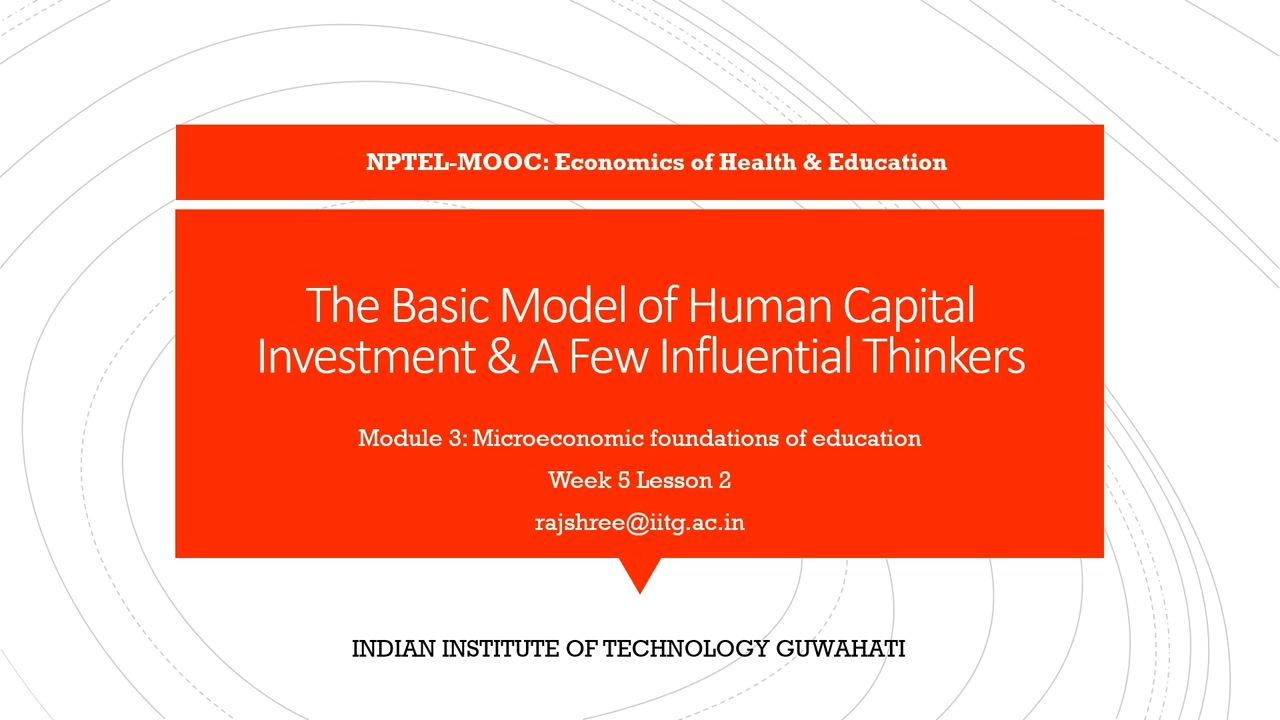 NPTEL-MOOC: Economics of Health & Education
The Basic Model of Human Capital
Investment & A Few Influential Thinkers
Module 3: Microeconomic foundations of education
Week 5 Lesson 2
rajshree@iitg.ac.in
INDIAN INSTITUTE OF TECHNOLOGY GUWAHATI